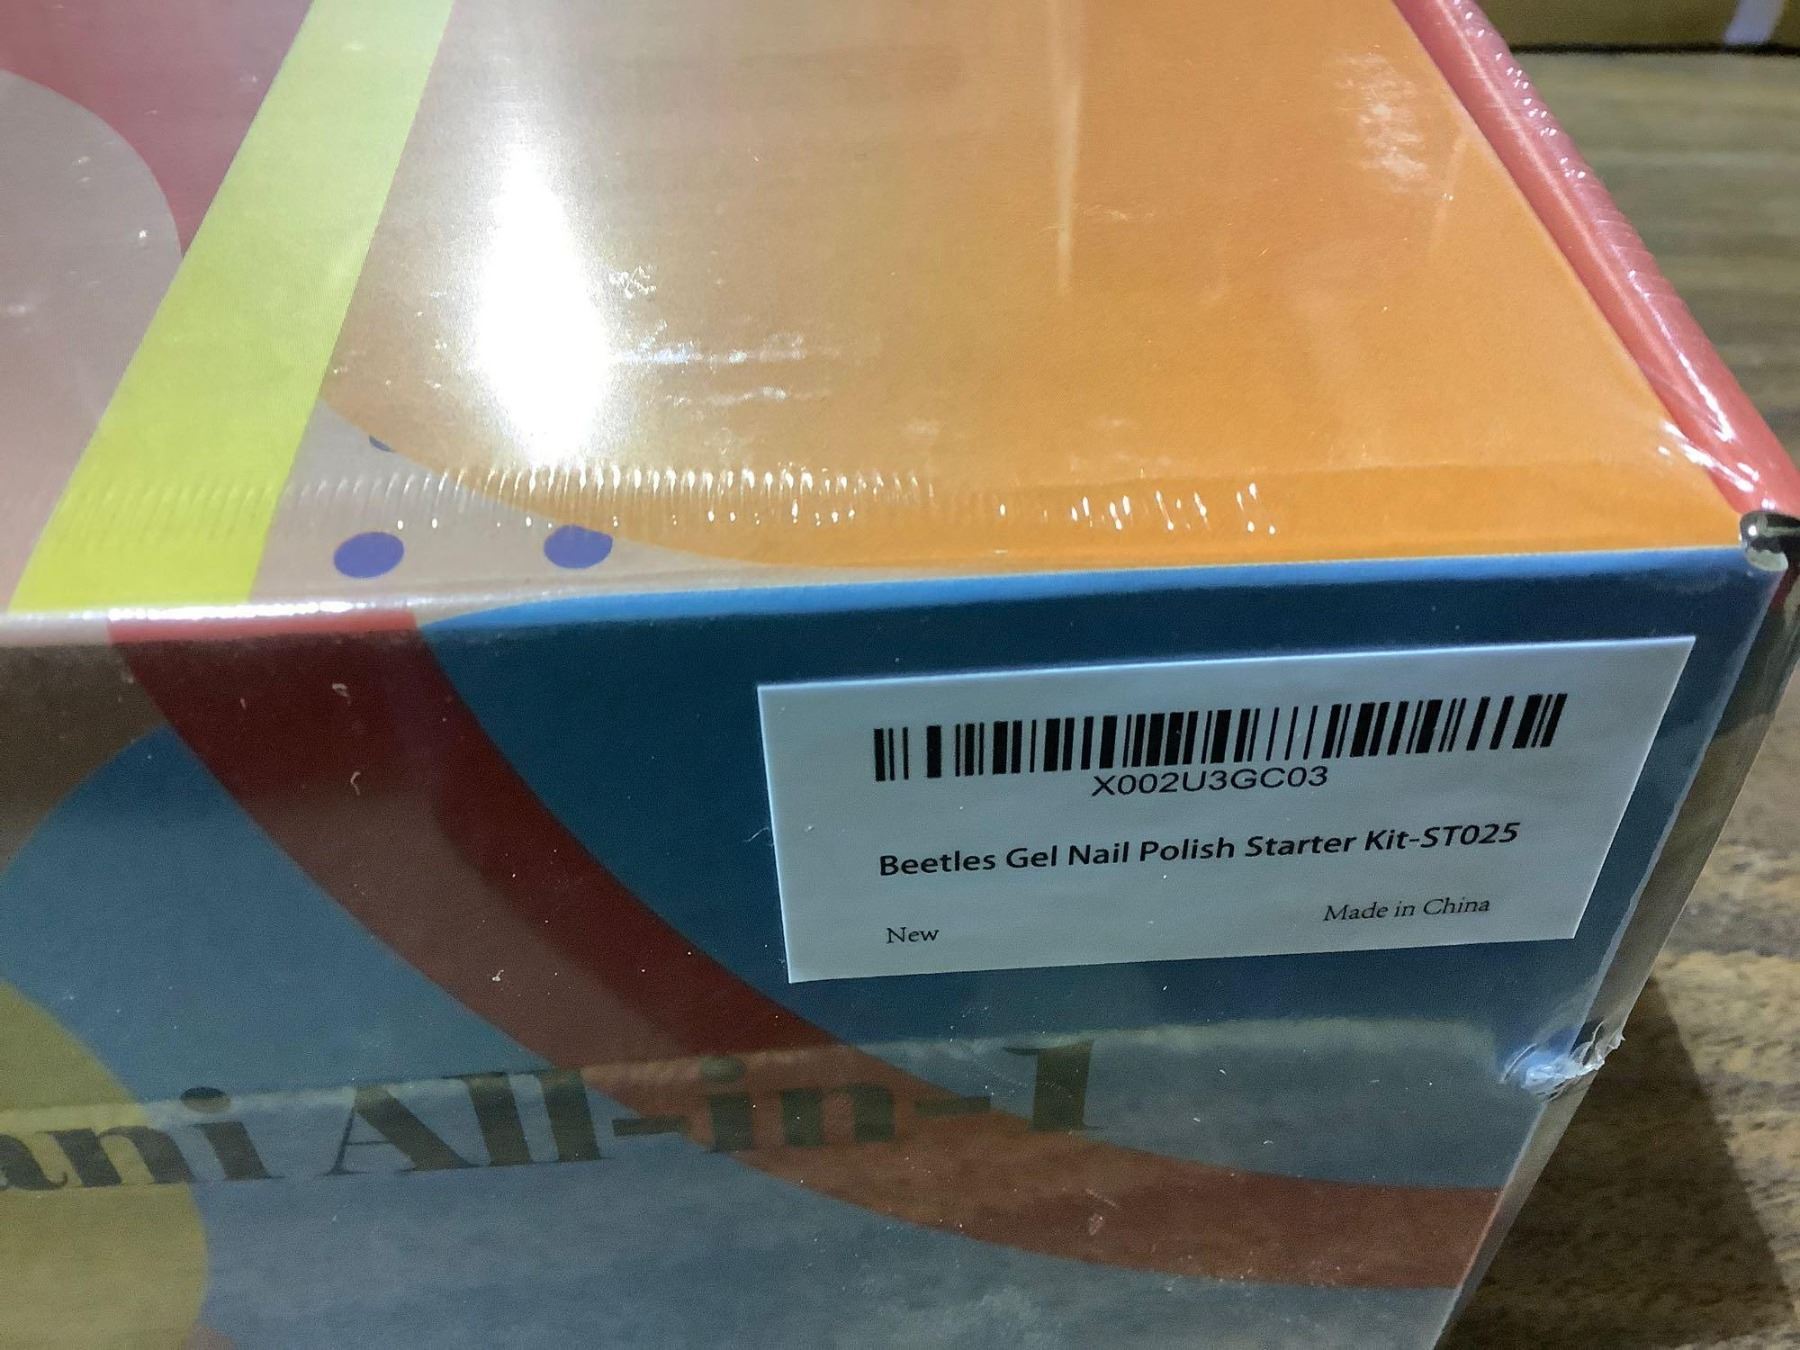 X002U3GC03
Beetles Gel Nail Polish Starter Kit-ST025
New
Made in China
All-in-1